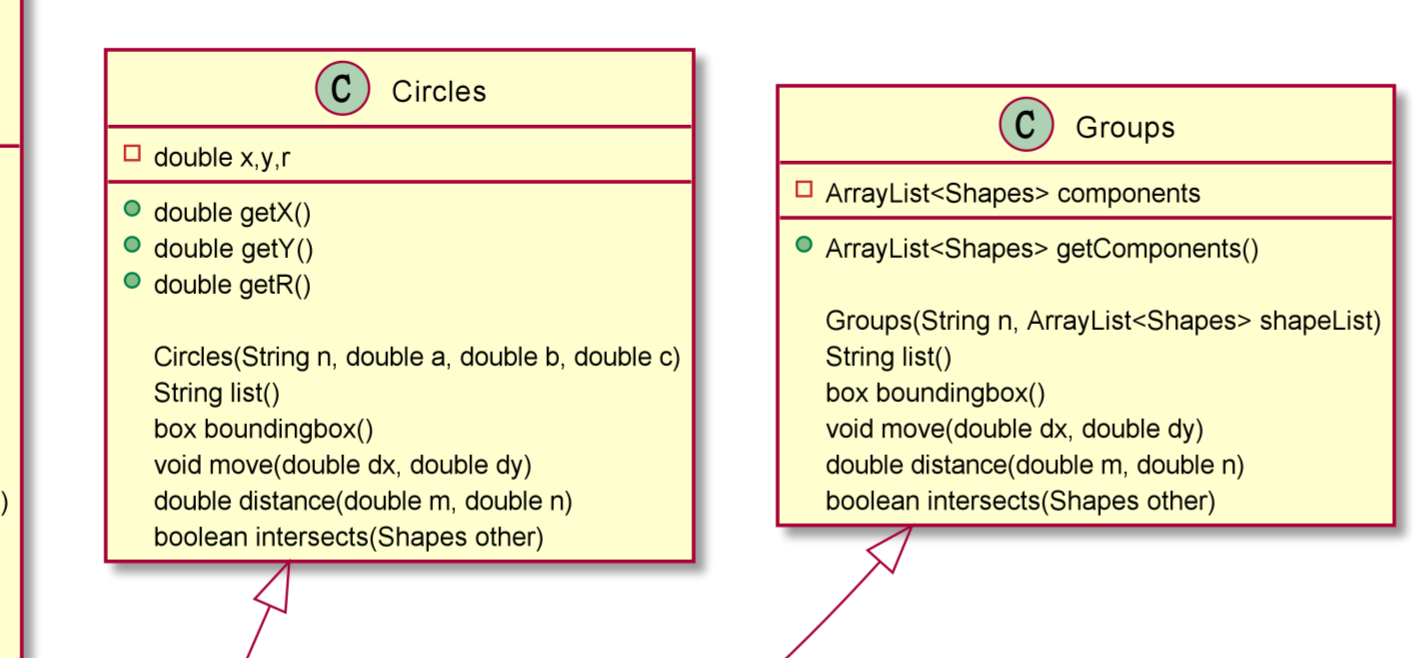 C Circles
double x,y,r
double getX()
double getY()
double getR()
Circles(String n, double a, double b, double c)
String list()
box boundingbox()
void move(double dx, double dy)
double distance(double m, double n)
boolean intersects(Shapes other)
C Groups
ArrayList<Shapes> components
ArrayList<Shapes> getComponents()
Groups(String n, ArrayList<Shapes> shapeList)
String list()
box boundingbox()
void move(double dx, double dy)
double distance(double m, double n)
boolean intersects(Shapes other)
)